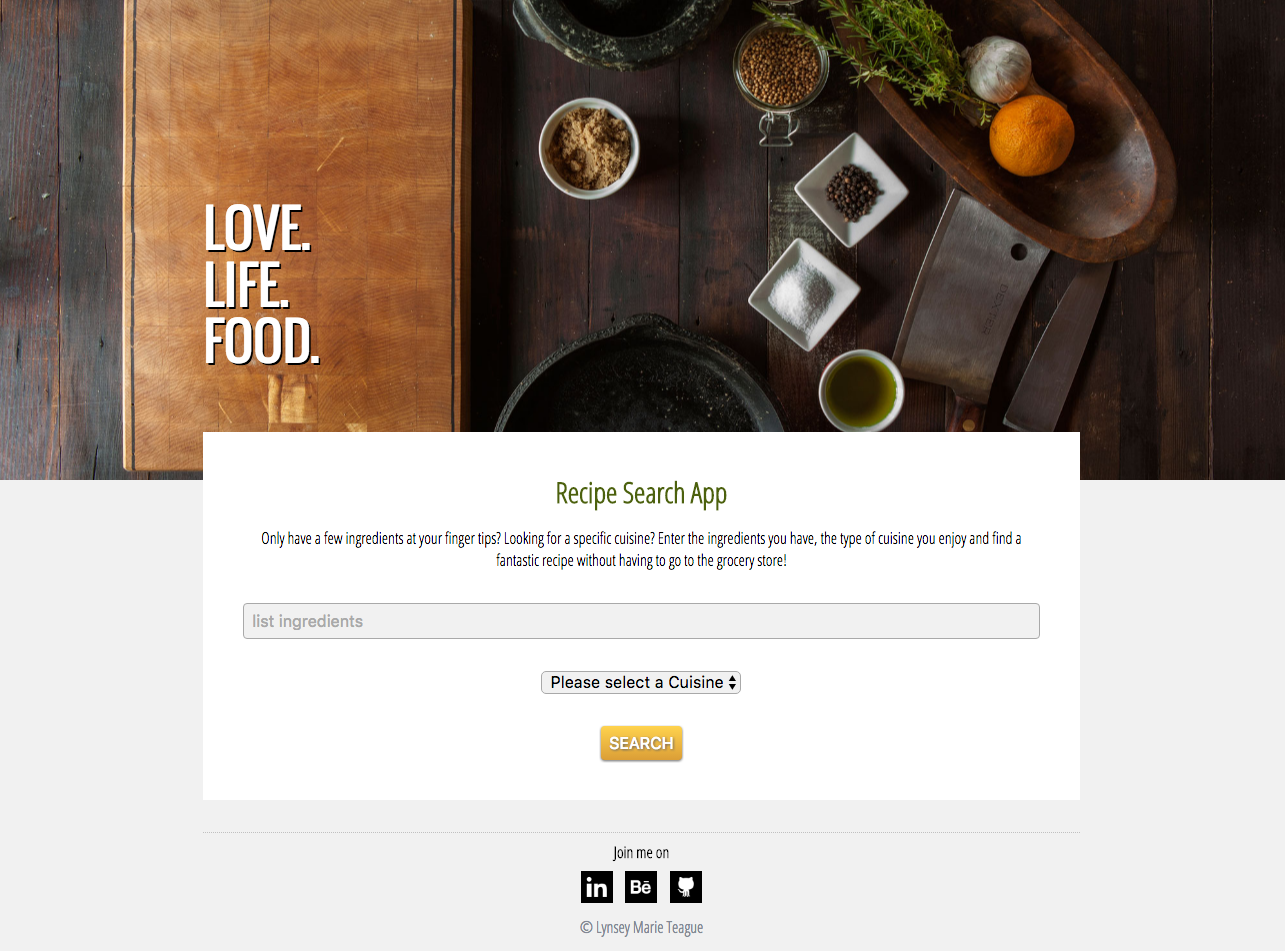 LOVE.
LIFE.
FOOD.
DEXTER
Recipe Search App
Only have a few ingredients at your finger tips? Looking for a specific cuisine? Enter the ingredients you have, the type of cuisine you enjoy and find a
fantastic recipe without having to go to the grocery store!
list ingredients
Please select a Cuisine
SEARCH
Join me on
in Bē
© Lynsey Marie Teague